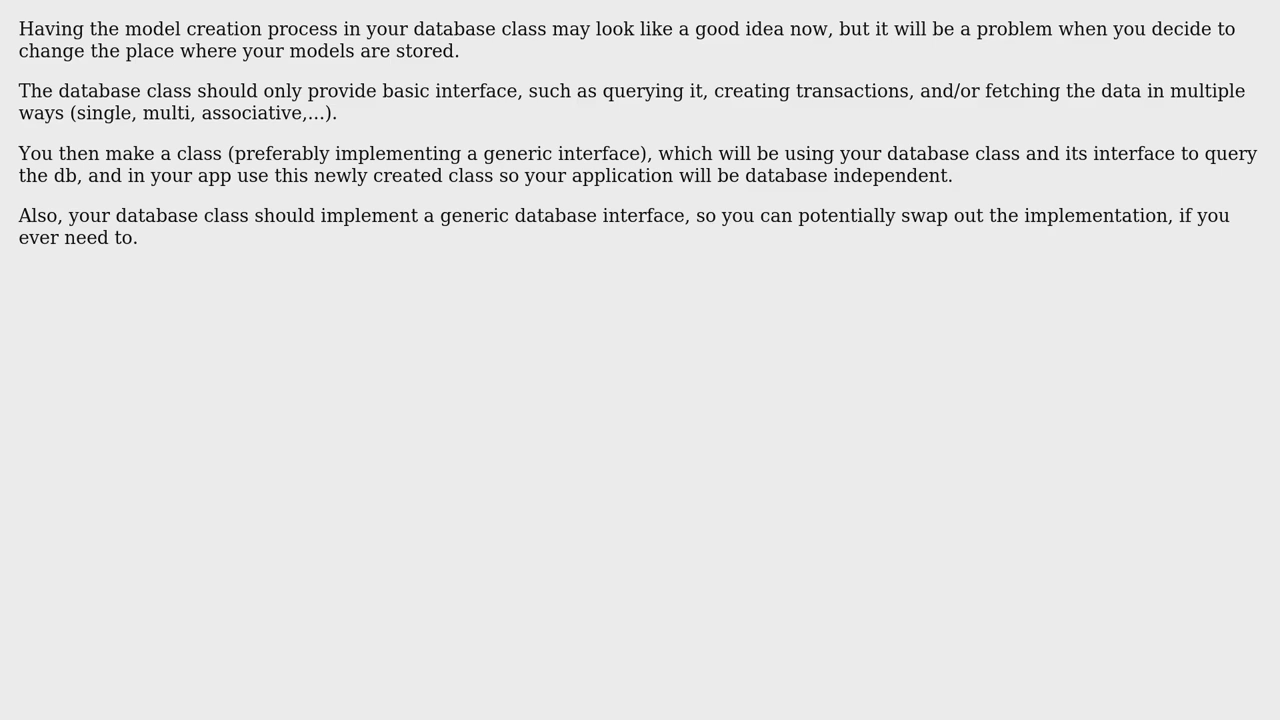 Having the model creation process in your database class may look like a good idea now, but it will be a problem when you decide to
change the place where your models are stored.
The database class should only provide basic interface, such as querying it, creating transactions, and/or fetching the data in multiple
ways (single, multi, associative,...).
You then make a class (preferably implementing a generic interface), which will be using your database class and its interface to query
the db, and in your app use this newly created class so your application will be database independent.
Also, your database class should implement a generic database interface, so you can potentially swap out the implementation, if you
ever need to.